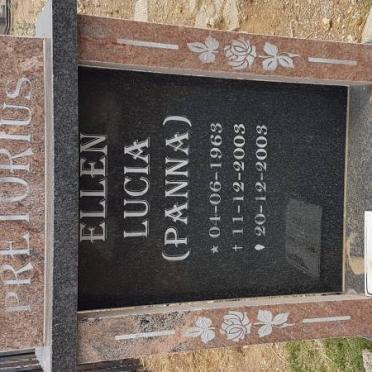 PRETORIUS
ELLEN
LUCIA
(PANNA)
★ 04-06-1963
† 11-12-2003
20-12-2003